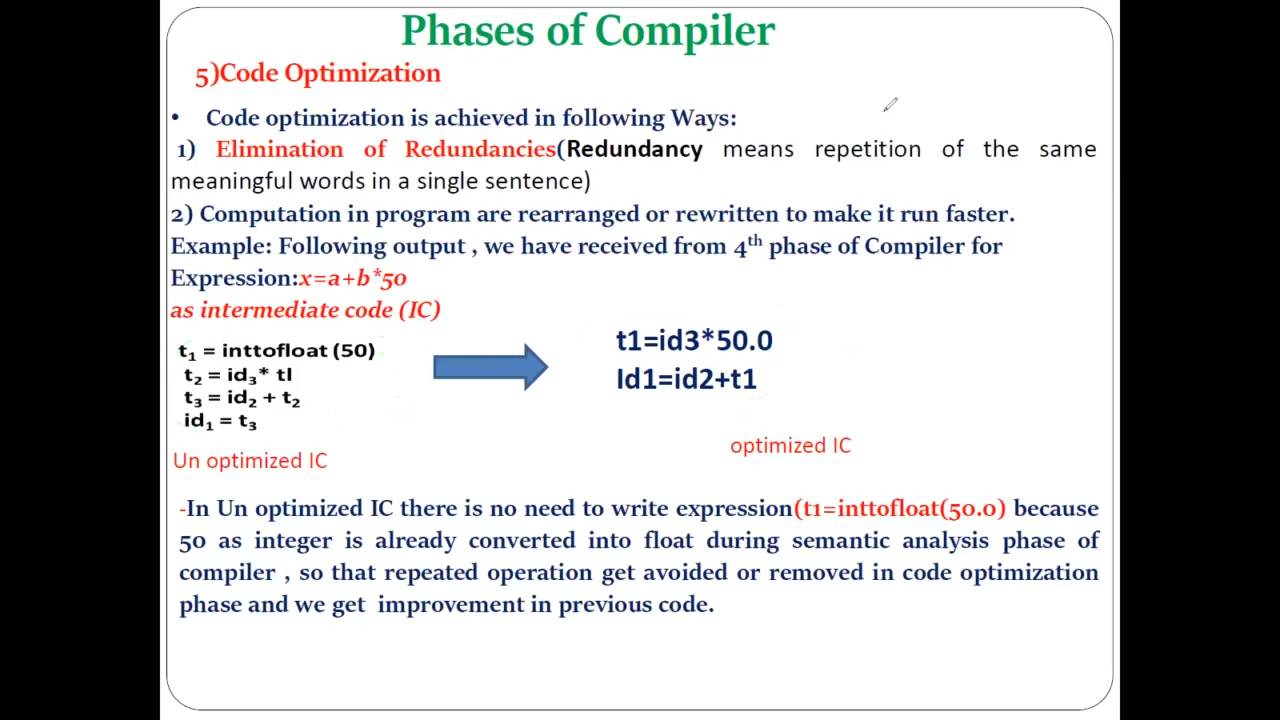 Phases of Compiler
5)Code Optimization
• Code optimization is achieved in following Ways:
1) Elimination of Redundancies(Redundancy means repetition of the same
meaningful words in a single sentence)
2) Computation in program are rearranged or rewritten to make it run faster.
Example: Following output , we have received from 4th phase of Compiler for
Expression:x=a+b*50
as intermediate code (IC)
t1 = inttofloat (50)
t2 = id3* tl
t3 = id2 + t2
id1 = t3
Un optimized IC
t1=id3*50.0
Id1=id2+t1
optimized IC
-In Un optimized IC there is no need to write expression(t1=inttofloat(50.0) because
50 as integer is already converted into float during semantic analysis phase of
compiler , so that repeated operation get avoided or removed in code optimization
phase and we get improvement in previous code.